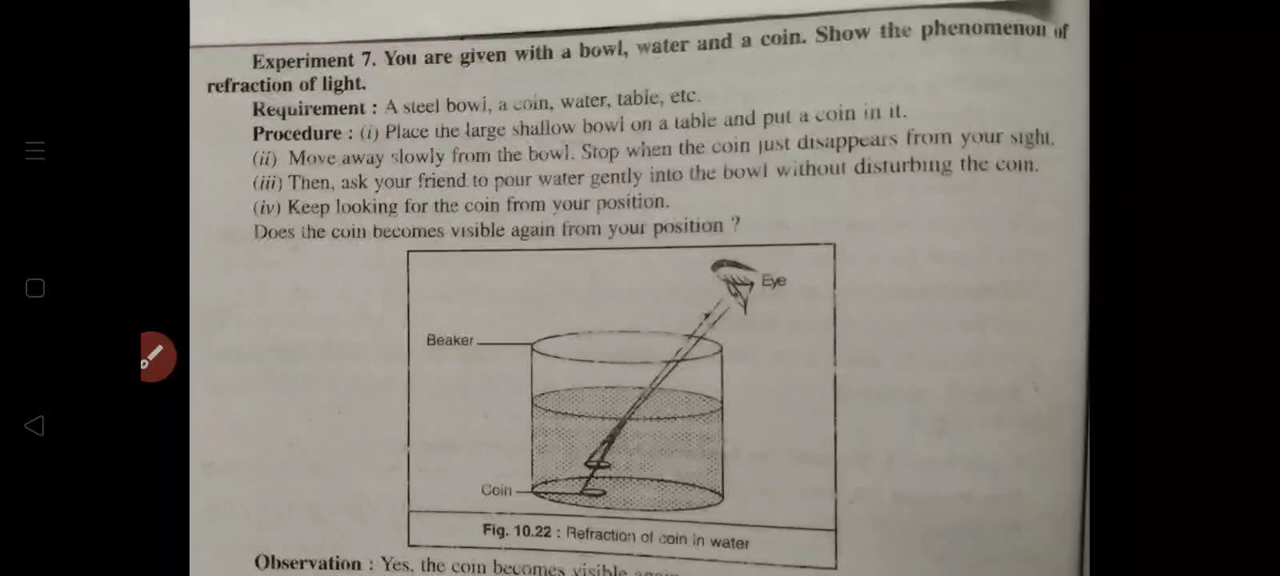 Experiment 7. You are given with a bowl, water and a coin. Show the phenomenon of
refraction of light.
Requirement : A steel bowl, a coin, water, table, etc.
Procedure : (i) Place the large shallow bowl on a table and put a coin in it.
(ii) Move away slowly from the bowl. Stop when the coin just disappears from your sight.
(iii) Then, ask your friend to pour water gently into the bowl without disturbing the coin.
(iv) Keep looking for the coin from your position.
Does the coin becomes visible again from your position ?
Eye
Beaker
Coin
Fig. 10.22 : Refraction of coin in water
Observation : Yes, the coin becomes visible